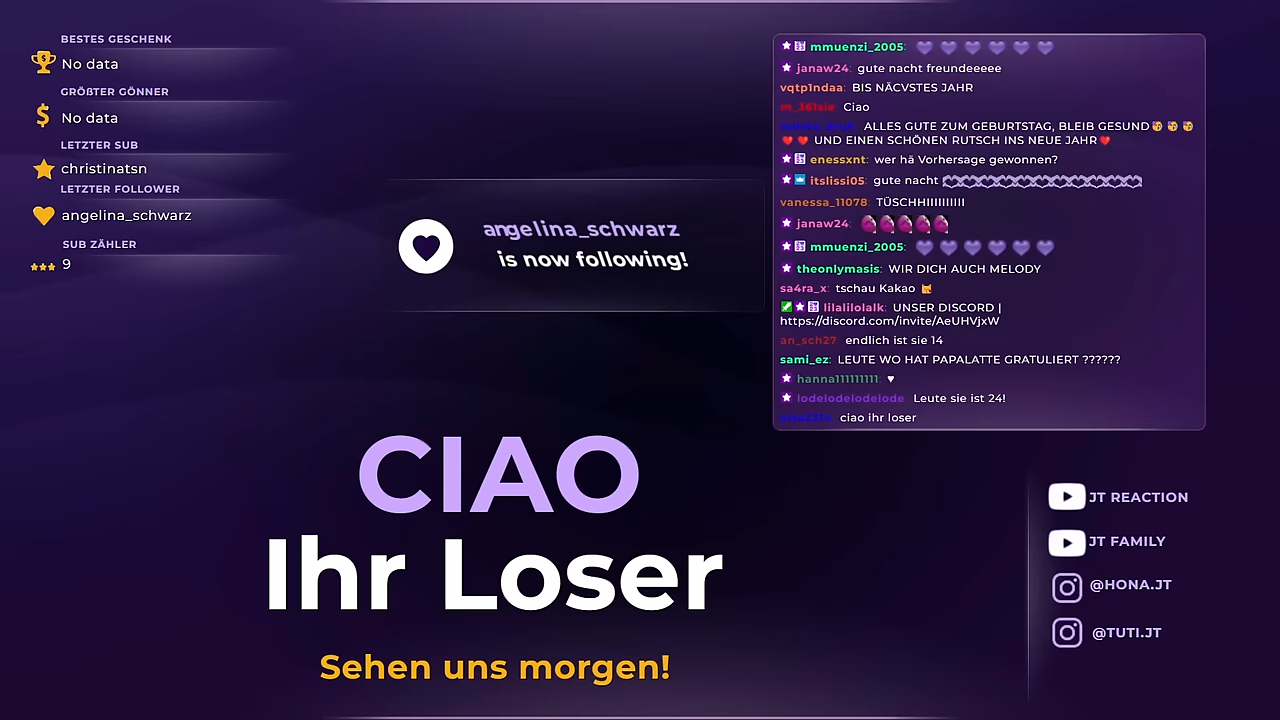 BESTES GESCHENK
No data
GRÖßTER GÖNNER
No data
LETZTER SUB
christinatsn
LETZTER FOLLOWER
angelina_schwarz
SUB ZÄHLER
9
angelina_schwarz
is now following!
mmuenzi_2005:
janaw24: gute nacht freundeeeee
vqtp1ndaa: BIS NÄCVSTES JAHR
m_361sie: Ciao
ALLES GUTE ZUM GEBURTSTAG, BLEIB GESUND🥳🥳🥳
❤️❤️ UND EINEN SCHÖNEN RUTSCH INS NEUE JAHR❤️
enessxnt: wer hä Vorhersage gewonnen?
itslissi05: gute nacht
vanessa_11078: TÜSCHHIIIIIIIIII
janaw24:
mmuenzi_2005:
theonlymasis: WIR DICH AUCH MELODY
sa4ra_x: tschau Kakao
lilalilolalk: UNSER DISCORD |
https://discord.com/invite/AeUHVjxW
an_sch27 endlich ist sie 14
sami_ez: LEUTE WO HAT PAPALATTE GRATULIERT ??????
hanna111111111: ♥
lodelodelodelode Leute sie ist 24!
ciao ihr loser
CIAO
Ihr Loser
Sehen uns morgen!
JT REACTION
JT FAMILY
@HONA.JT
@TUTI.JT